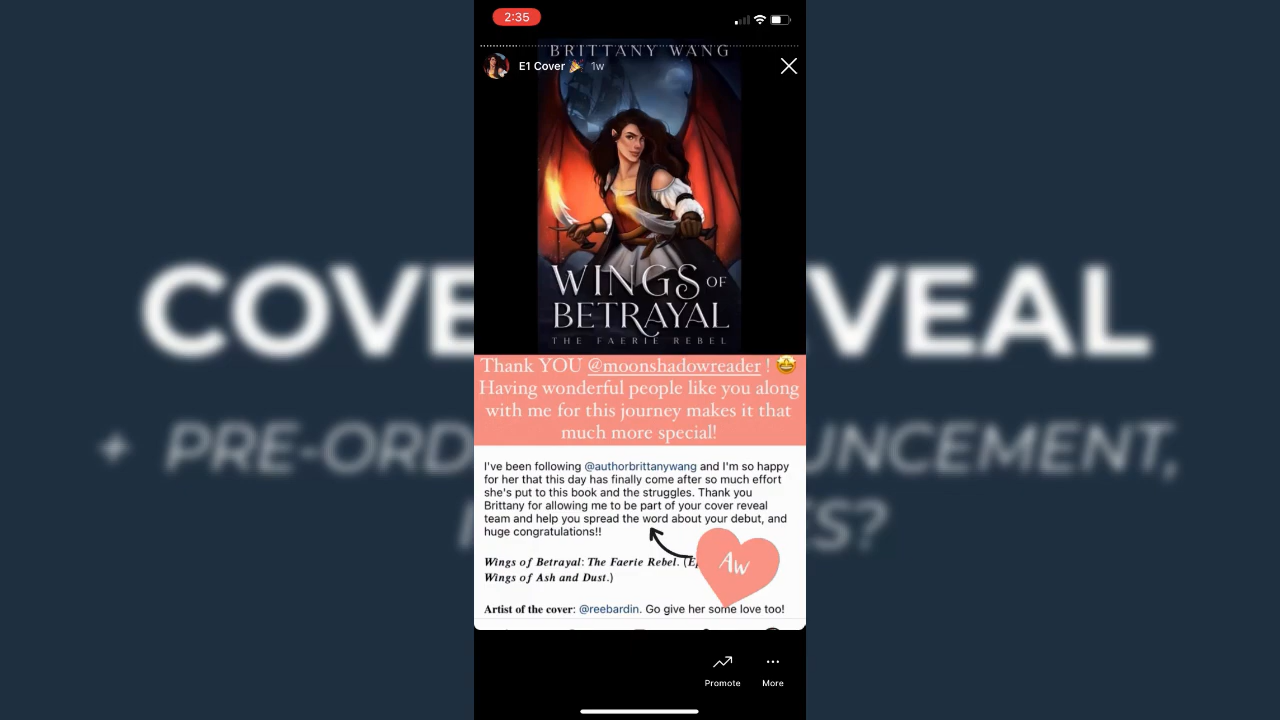 2:35
BRITTANY WANG
E1 Cover 🎉 1w
WINGS OF
BETRAYAL
THE FAERIE REBEL
Thank YOU @moonshadowreader ! 🤩
Having wonderful people like you along
with me for this journey makes it that
much more special!
I've been following @authorbrittanywang and I'm so happy
for her that this day has finally come after so much effort
she's put to this book and the struggles. Thank you
Brittany for allowing me to be part of your cover reveal
team and help you spread the word about your debut, and
huge congratulations!!
Wings of Betrayal: The Faerie Rebel. (
Aw
Wings of Ash and Dust.)
Artist of the cover: @reebardin. Go give her some love too!
Promote
More
COVE
VEAL
+ PRE-ORD
UNCEMENT,
S?